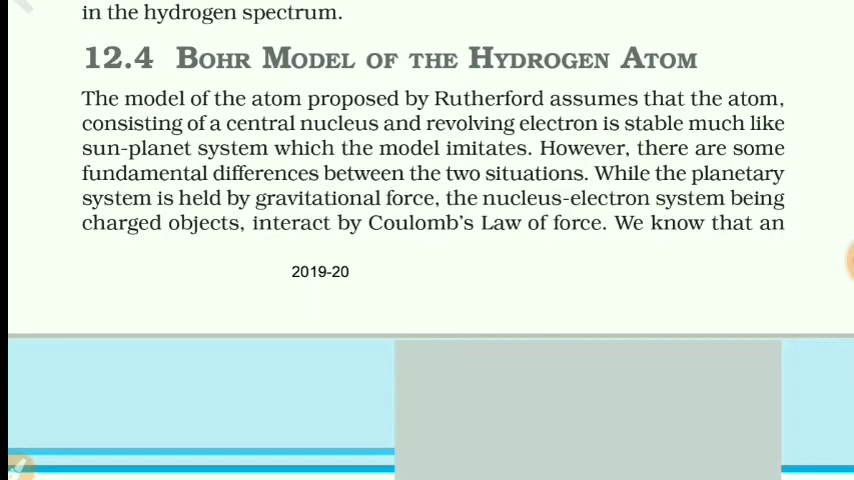 in the hydrogen spectrum.
12.4 Bohr Model of the Hydrogen Atom
The model of the atom proposed by Rutherford assumes that the atom,
consisting of a central nucleus and revolving electron is stable much like
sun-planet system which the model imitates. However, there are some
fundamental differences between the two situations. While the planetary
system is held by gravitational force, the nucleus-electron system being
charged objects, interact by Coulomb's Law of force. We know that an
2019-20